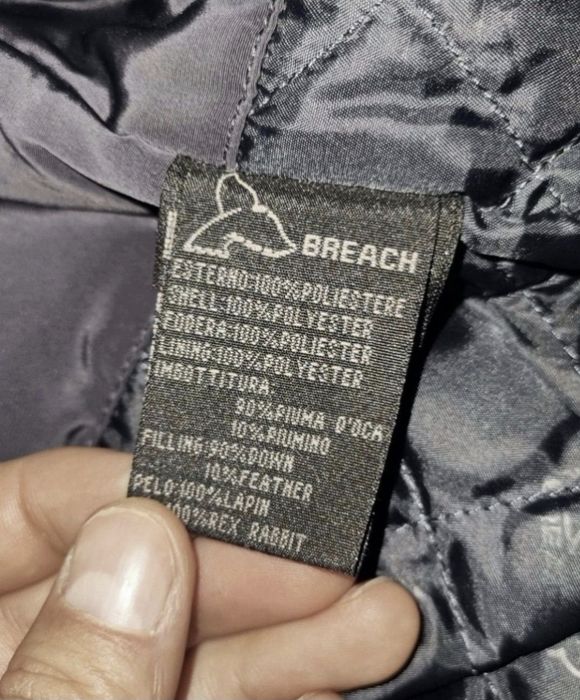 BREACH
ESTERNO:100%POLIESTERE
SHELL:100%POLYESTER
FODERA:100%POLIESTER
LINING:100%POLYESTER
IMBOTTITURA:
90%PIUMA D'OCA
10%PIUMINO
FILLING:90%DOWN
10%FEATHER
PELO:100%LAPIN
100%REX RABBIT